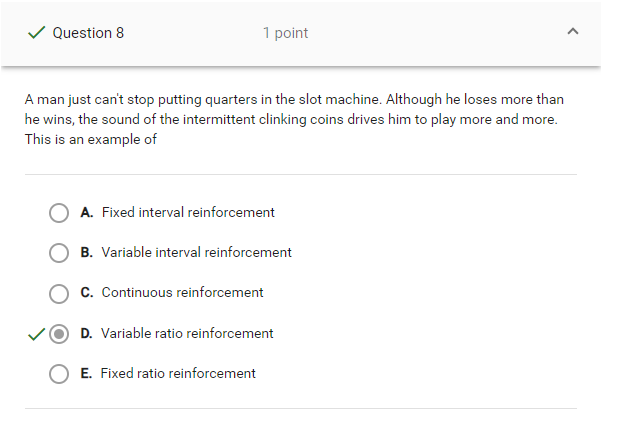 Question 8 1 point
A man just can't stop putting quarters in the slot machine. Although he loses more than
he wins, the sound of the intermittent clinking coins drives him to play more and more.
This is an example of
A. Fixed interval reinforcement
B. Variable interval reinforcement
C. Continuous reinforcement
D. Variable ratio reinforcement
E. Fixed ratio reinforcement